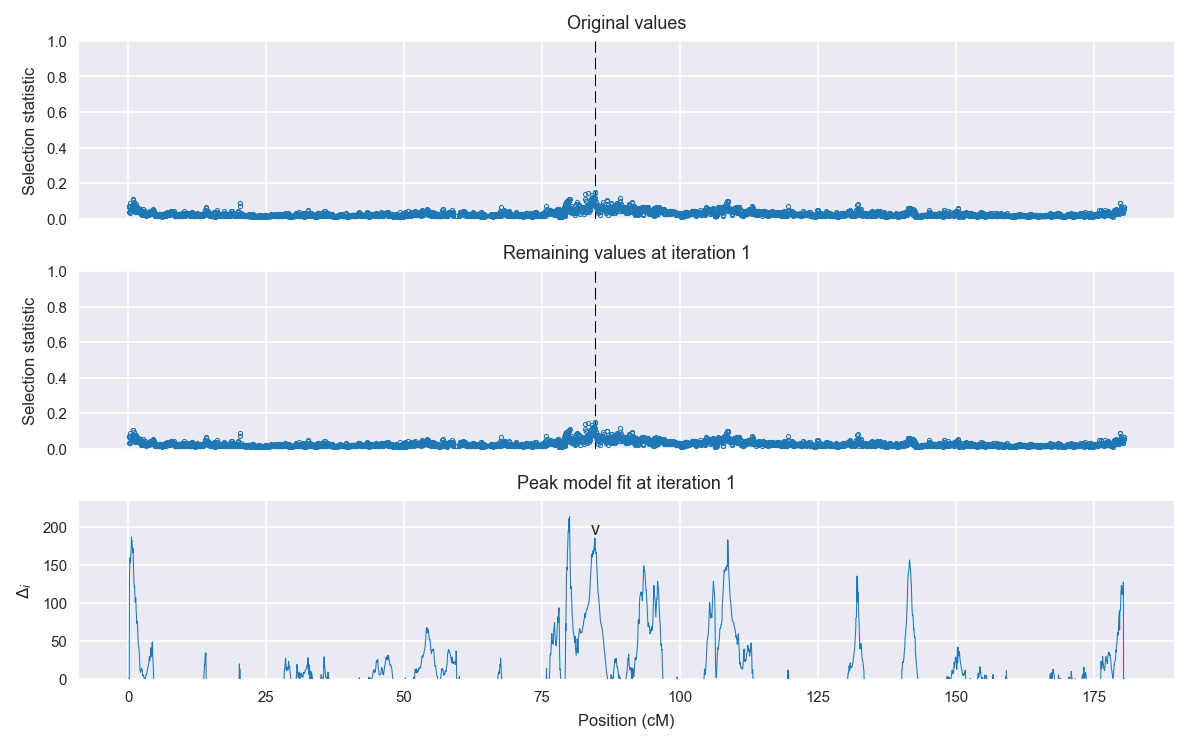 Original values
1.0
0.8
0.6
0.4
0.2
0.0
Selection statistic
Remaining values at iteration 1
1.0
0.8
0.6
0.4
0.2
0.0
Selection statistic
Peak model fit at iteration 1
v
200
150
100
50
0
Δi
0 25 50 75 100 125 150 175
Position (cM)